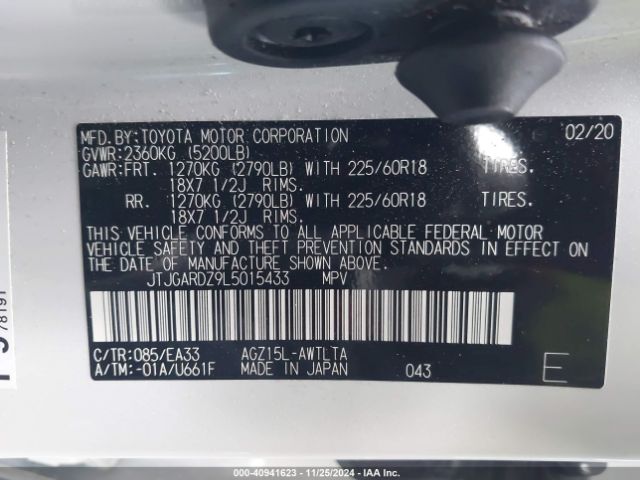 MFD.BY:TOYOTA MOTOR CORPORATION 02/20
GVWR:2360KG (5200LB)
GAWR:FRT. 1270KG (2790LB) WITH 225/60R18 TIRES.
18X7 1/2J RIMS.
RR. 1270KG (2790LB) WITH 225/60R18 TIRES.
18X7 1/2J RIMS.
THIS VEHICLE CONFORMS TO ALL APPLICABLE FEDERAL MOTOR
VEHICLE SAFETY AND THEFT PREVENTION STANDARDS IN EFFECT ON
THE DATE OF MANUFACTURE SHOWN ABOVE.
JTJGARDZ9L5015433 MPV
C/TR:085/EA33 AGZ15L-AWTLTA
A/TM:-01A/U661F MADE IN JAPAN 043 E
78191
000-40941623 - 11/25/2024 - IAAI.COM